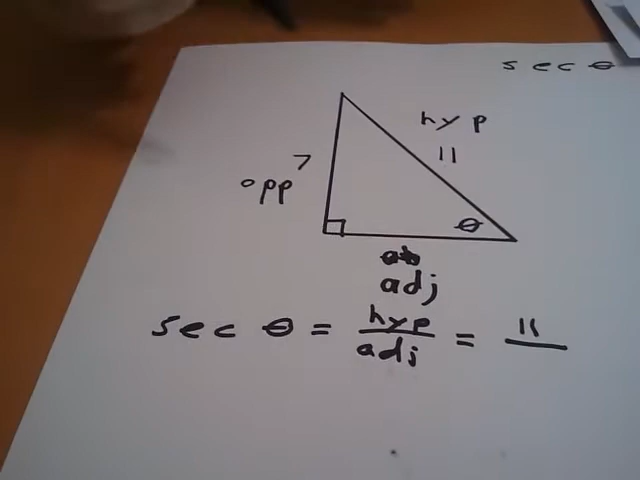 sec θ
hyp
11
7
opp
θ
adj
sec θ = hyp/adj = 11/